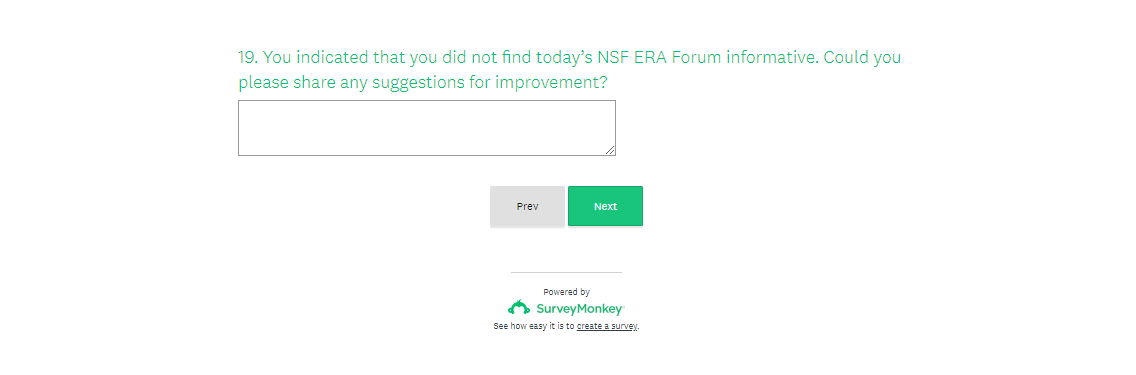 19. You indicated that you did not find today’s NSF ERA Forum informative. Could you
please share any suggestions for improvement?
Prev
Next
Powered by
SurveyMonkey
See how easy it is to create a survey.